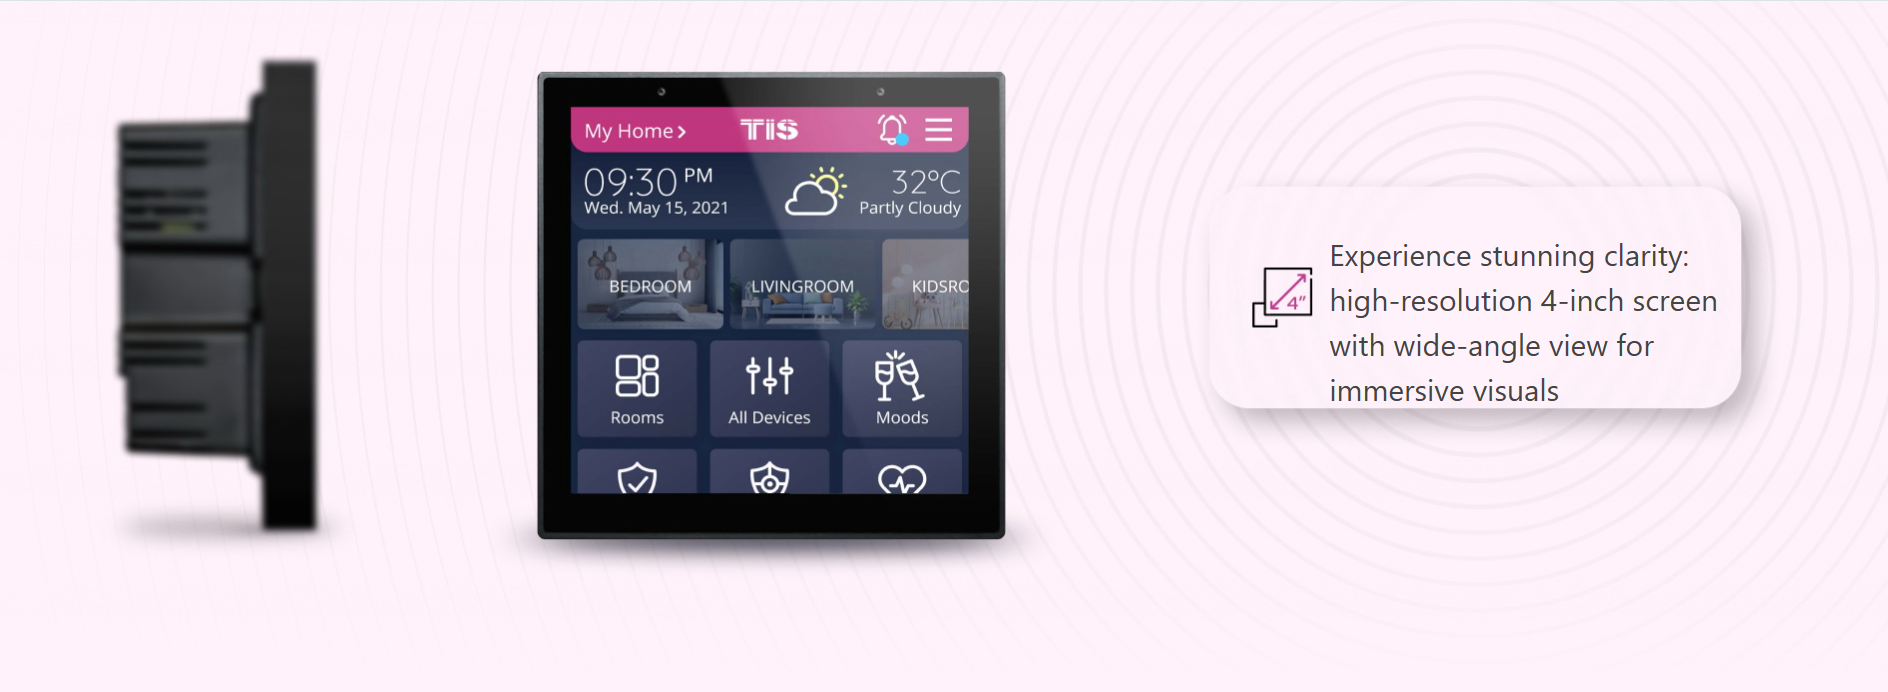 My Home >
TIS
09:30 PM
Wed. May 15, 2021
32°C
Partly Cloudy
BEDROOM
LIVINGROOM
KIDSRO
Rooms
All Devices
Moods
4"
Experience stunning clarity:
high-resolution 4-inch screen
with wide-angle view for
immersive visuals